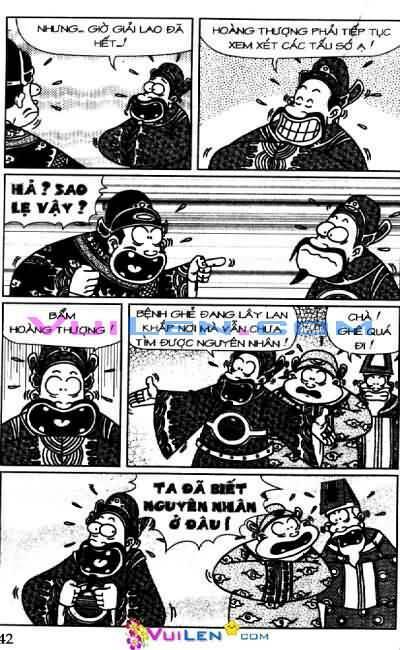 NHƯNG... GIỜ GIẢI LAO ĐÃ
HẾT...!
HOÀNG THƯỢNG PHẢI TIẾP TỤC
XEM XÉT CÁC TẤU SỚ Ạ!
HẢ? SAO
LẠ VẬY?
BẨM
HOÀNG THƯỢNG!
BỆNH GHẺ ĐANG LÂY LAN
KHẮP NƠI MÀ VẪN CHƯA
TÌM ĐƯỢC NGUYÊN NHÂN!
CHÀ!
GHÊ QUÁ
ĐI!
TA ĐÃ BIẾT
NGUYÊN NHÂN
Ở ĐÂU!
42
VUILEN.COM